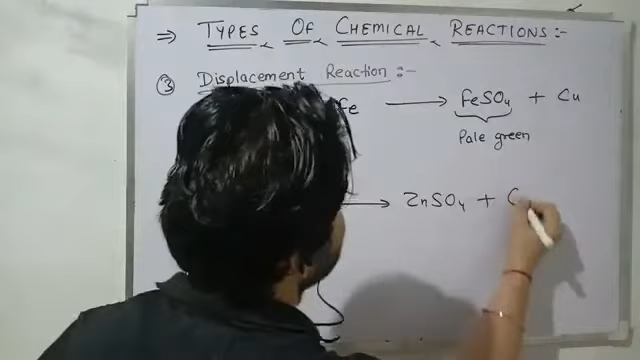 ⇒ TYPES OF CHEMICAL REACTIONS :-
③ Displacement Reaction :-
Fe ⟶ FeSO₄ + Cu
Pale green
⟶ ZnSO₄ + C